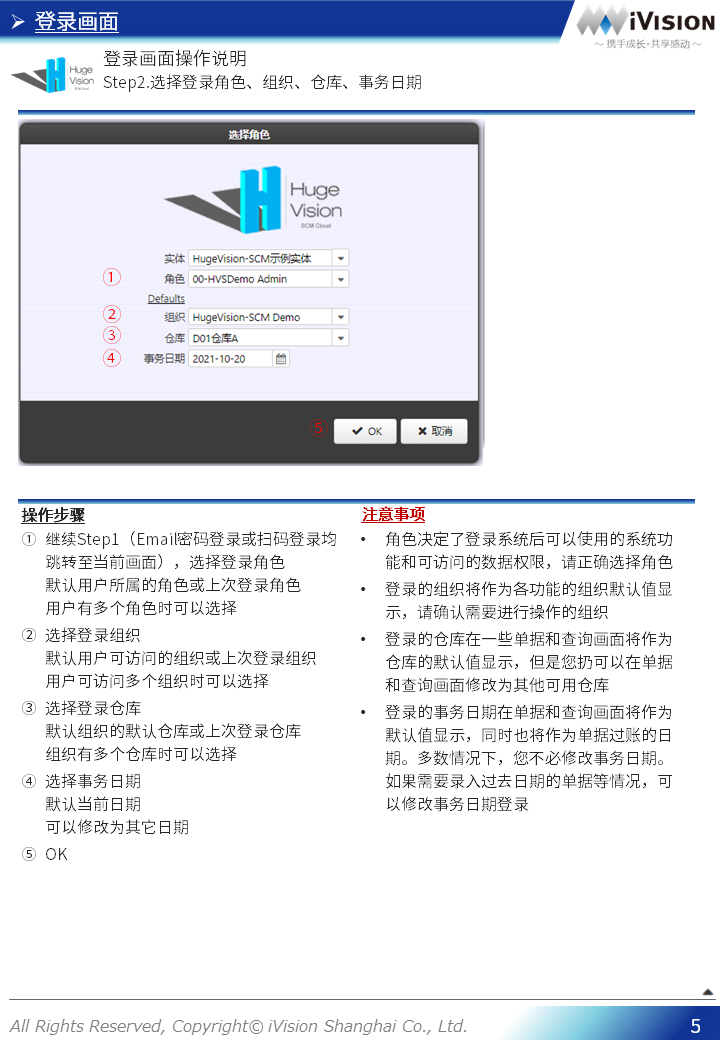 ➢ 登录画面
iVISION
～ 携手成长·共享感动 ～
Huge
Vision
SCM Cloud
登录画面操作说明
Step2.选择登录角色、组织、仓库、事务日期
选择角色
Huge
Vision
SCM Cloud
实体 HugeVision-SCM示例实体
① 角色 00-HVSDemo Admin
Defaults
② 组织 HugeVision-SCM Demo
③ 仓库 D01仓库A
④ 事务日期 2021-10-20
⑤ OK 取消
操作步骤
① 继续Step1（Email密码登录或扫码登录均
跳转至当前画面），选择登录角色
默认用户所属的角色或上次登录角色
用户有多个角色时可以选择
② 选择登录组织
默认用户可访问的组织或上次登录组织
用户可访问多个组织时可以选择
③ 选择登录仓库
默认组织的默认仓库或上次登录仓库
组织有多个仓库时可以选择
④ 选择事务日期
默认当前日期
可以修改为其它日期
⑤ OK
注意事项
• 角色决定了登录系统后可以使用的系统功
能和可访问的数据权限，请正确选择角色
• 登录的组织将作为各功能的组织默认值显
示，请确认需要进行操作的组织
• 登录的仓库在一些单据和查询画面将作为
仓库的默认值显示，但是您扔可以在单据
和查询画面修改为其他可用仓库
• 登录的事务日期在单据和查询画面将作为
默认值显示，同时也将作为单据过账的日
期。多数情况下，您不必修改事务日期。
如果需要录入过去日期的单据等情况，可
以修改事务日期登录
All Rights Reserved, Copyright© iVision Shanghai Co., Ltd.
5